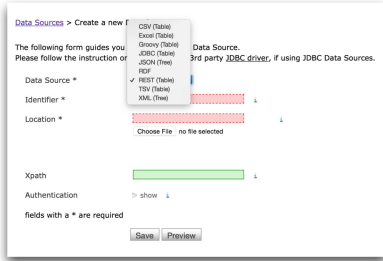 Data Sources > Create a new
CSV (Table)
Excel (Table)
Groovy (Table)
JDBC (Table)
JSON (Tree)
RDF
✓ REST (Table)
TSV (Table)
XML (Tree)
The following form guides you Data Source.
Please follow the instruction or 3rd party JDBC driver, if using JDBC Data Sources.
Data Source *
Identifier * i
Location * i
Choose File no file selected
Xpath i
Authentication ▷ show i
fields with a * are required
Save Preview